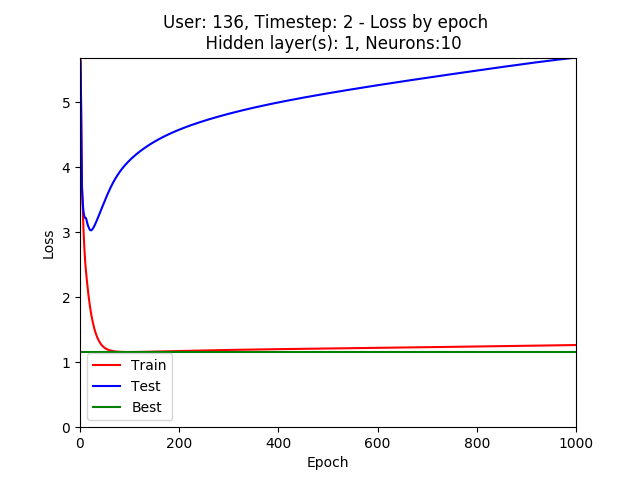 User: 136, Timestep: 2 - Loss by epoch
Hidden layer(s): 1, Neurons:10
5
4
3
2
1
0
Loss
Train
Test
Best
0 200 400 600 800 1000
Epoch